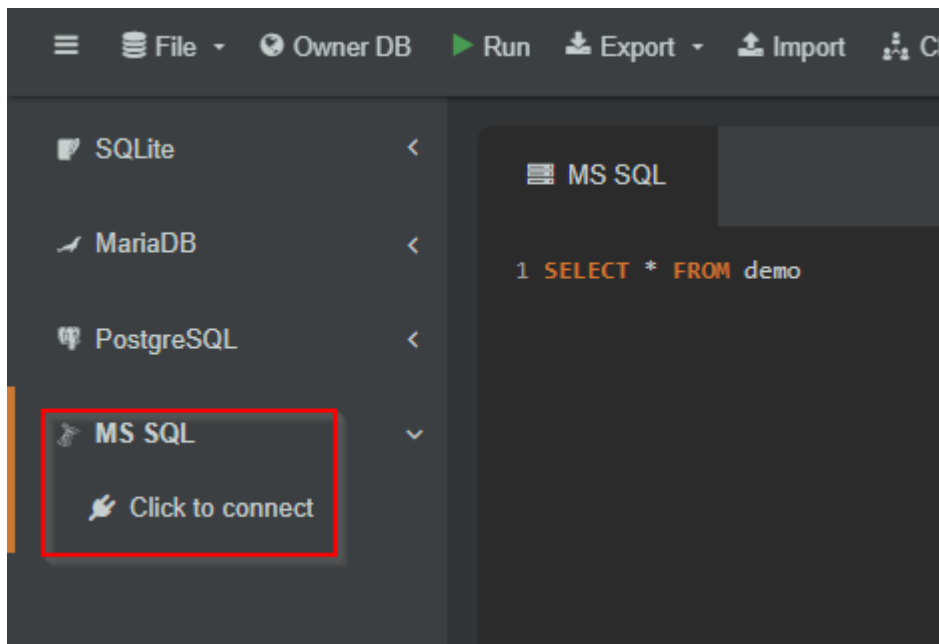 File Owner DB Run Export Import
SQLite
MariaDB
PostgreSQL
MS SQL
Click to connect
MS SQL
1 SELECT * FROM demo